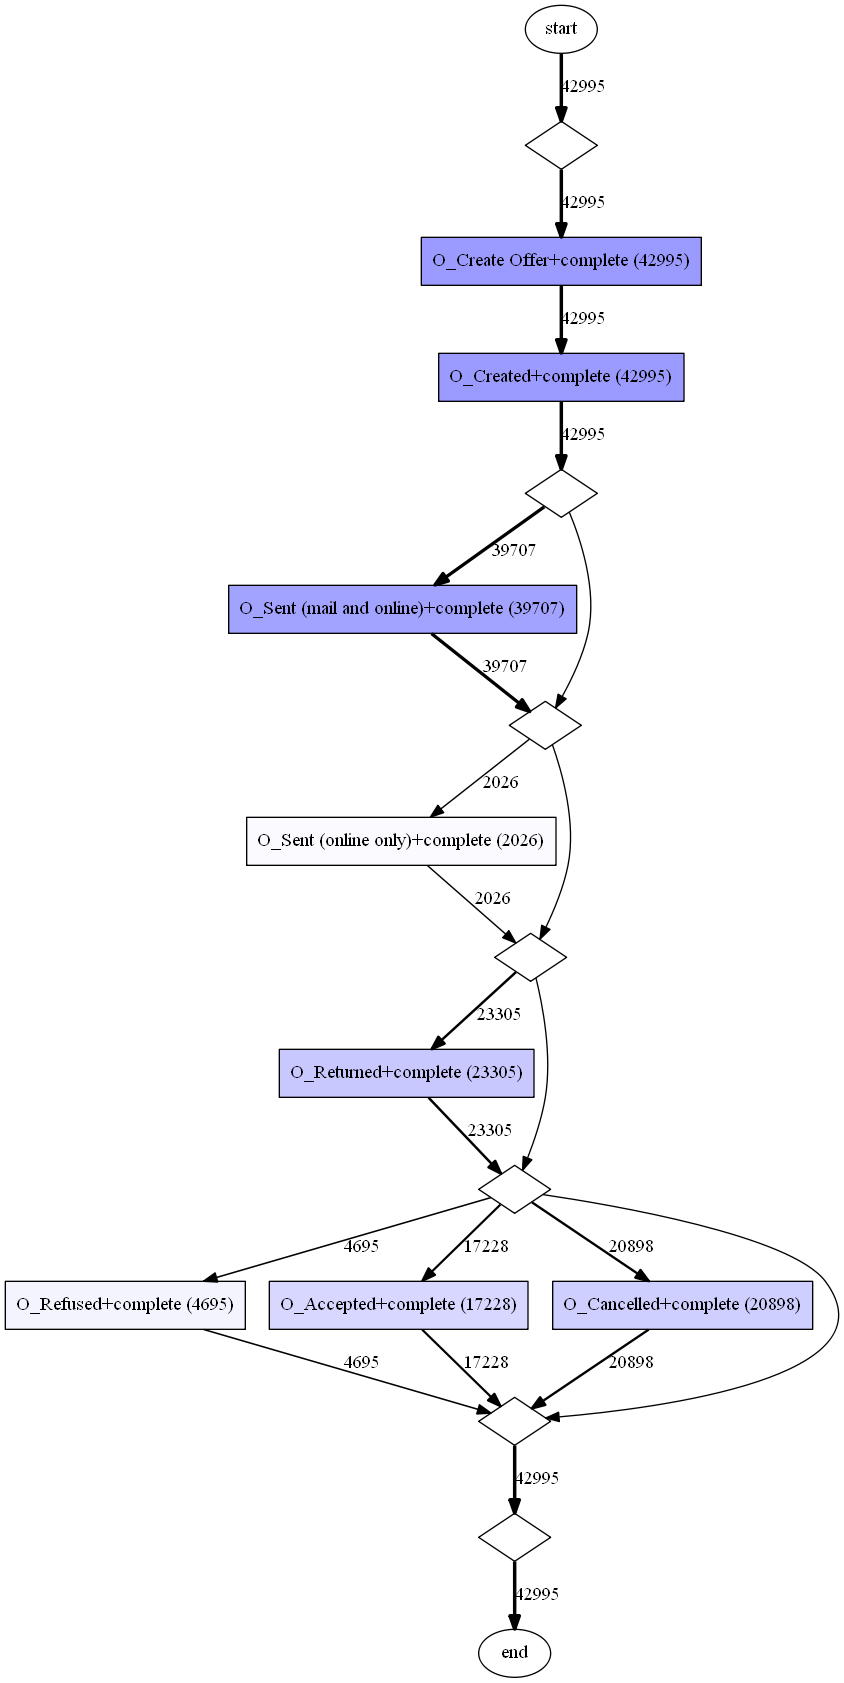 start
42995
42995
O_Create Offer+complete (42995)
42995
O_Created+complete (42995)
42995
39707
O_Sent (mail and online)+complete (39707)
39707
2026
O_Sent (online only)+complete (2026)
2026
23305
O_Returned+complete (23305)
23305
4695
17228
20898
O_Refused+complete (4695)
O_Accepted+complete (17228)
O_Cancelled+complete (20898)
4695
17228
20898
42995
42995
end